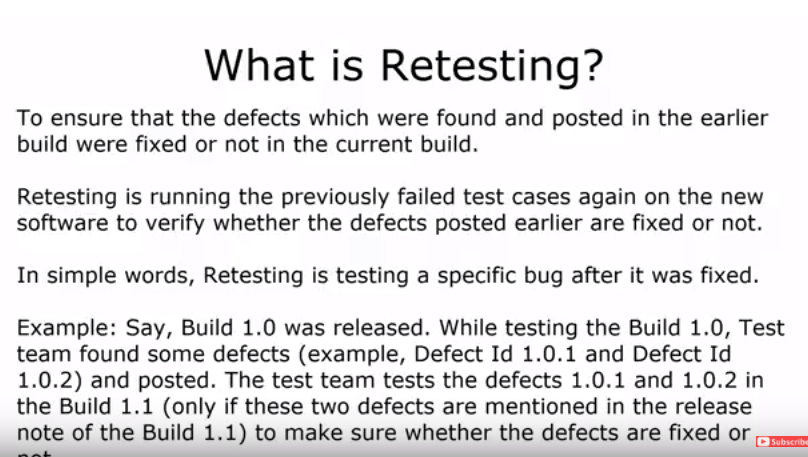 What is Retesting?
To ensure that the defects which were found and posted in the earlier
build were fixed or not in the current build.
Retesting is running the previously failed test cases again on the new
software to verify whether the defects posted earlier are fixed or not.
In simple words, Retesting is testing a specific bug after it was fixed.
Example: Say, Build 1.0 was released. While testing the Build 1.0, Test
team found some defects (example, Defect Id 1.0.1 and Defect Id
1.0.2) and posted. The test team tests the defects 1.0.1 and 1.0.2 in
the Build 1.1 (only if these two defects are mentioned in the release
note of the Build 1.1) to make sure whether the defects are fixed or
Subscribe